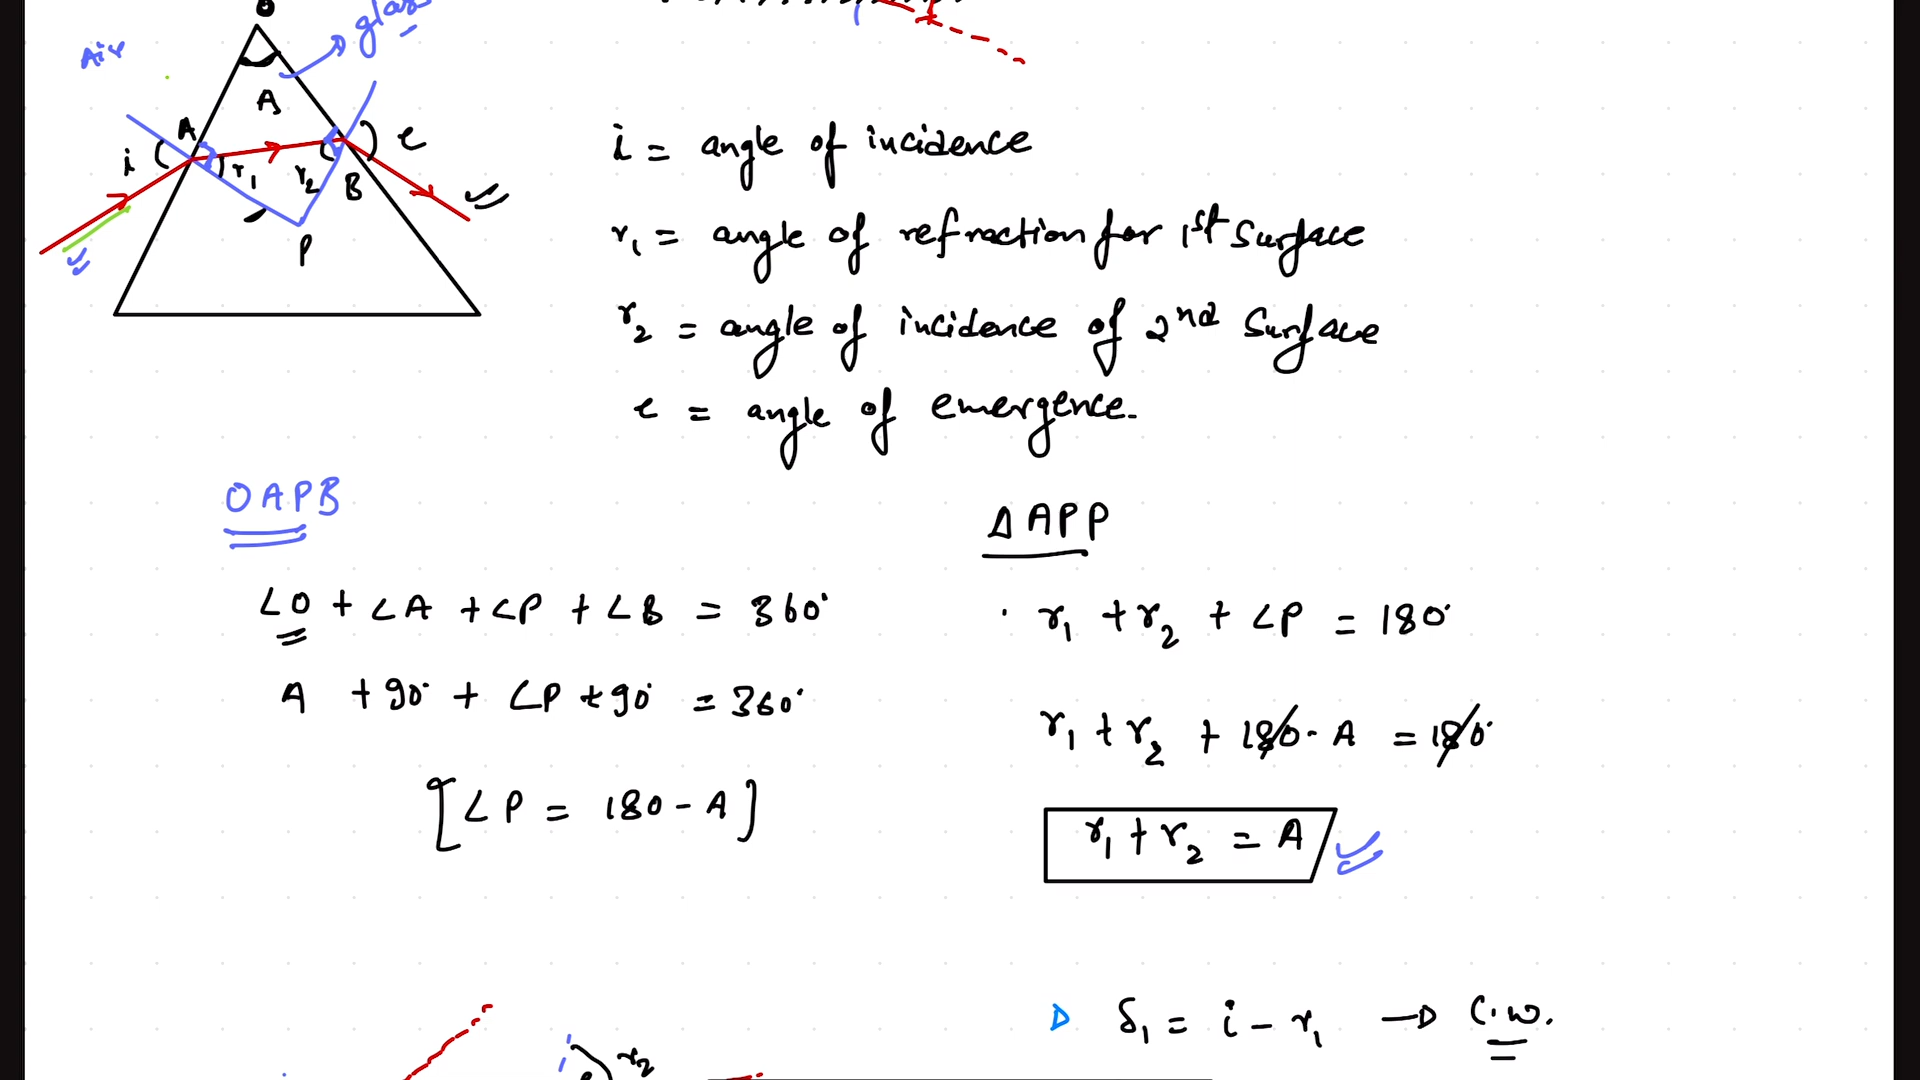 O
glass
Air
A
A
i
r₁
r₂
B
e
P
i = angle of incidence
r₁ = angle of refraction for 1st Surface
r₂ = angle of incidence of 2nd Surface
e = angle of emergence.
OAPB
∠O + ∠A + ∠P + ∠B = 360°
A + 90° + ∠P + 90° = 360°
[∠P = 180 - A]
Δ APP
r₁ + r₂ + ∠P = 180°
r₁ + r₂ + 180 - A = 180°
r₁ + r₂ = A
δ₁ = i - r₁ → C.W.
r₂